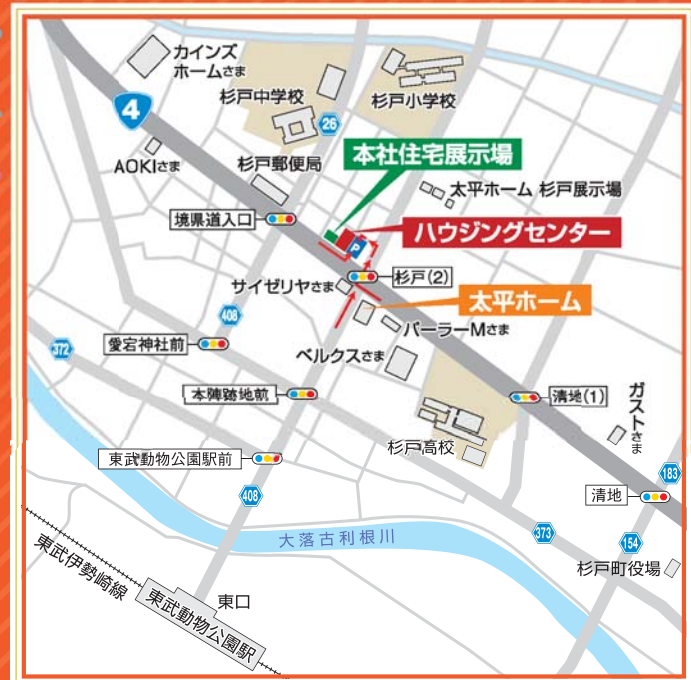 カインズ
ホームさま
杉戸中学校
杉戸小学校
4
26
AOKIさま
杉戸郵便局
本社住宅展示場
太平ホーム 杉戸展示場
境県道入口
P
ハウジングセンター
杉戸(2)
サイゼリヤさま
太平ホーム
408
パーラーMさま
372
愛宕神社前
ベルクスさま
本陣跡地前
清地(1)
ガストさま
杉戸高校
東武動物公園駅前
183
408
清地
大落古利根川
373
154
杉戸町役場
東武伊勢崎線
東口
東武動物公園駅